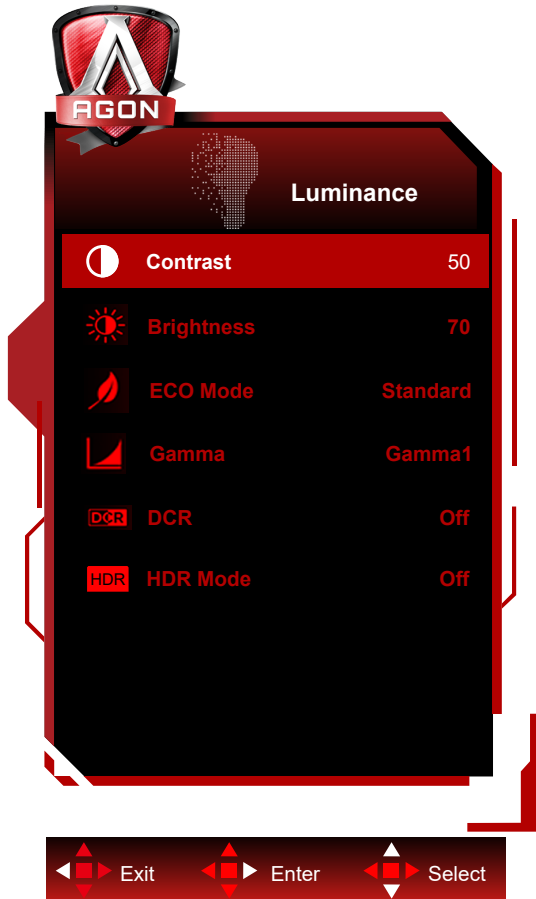 AGON
Luminance
Contrast 50
Brightness 70
ECO Mode Standard
Gamma Gamma1
DCR DCR Off
HDR HDR Mode Off
Exit Enter Select